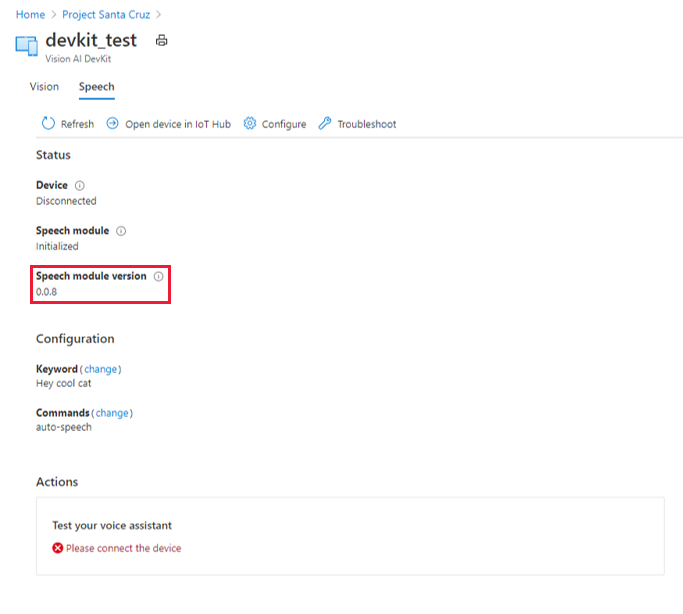 Home > Project Santa Cruz >
devkit_test
Vision AI DevKit
Vision Speech
Refresh Open device in IoT Hub Configure Troubleshoot
Status
Device
Disconnected
Speech module
Initialized
Speech module version
0.0.8
Configuration
Keyword (change)
Hey cool cat
Commands (change)
auto-speech
Actions
Test your voice assistant
Please connect the device